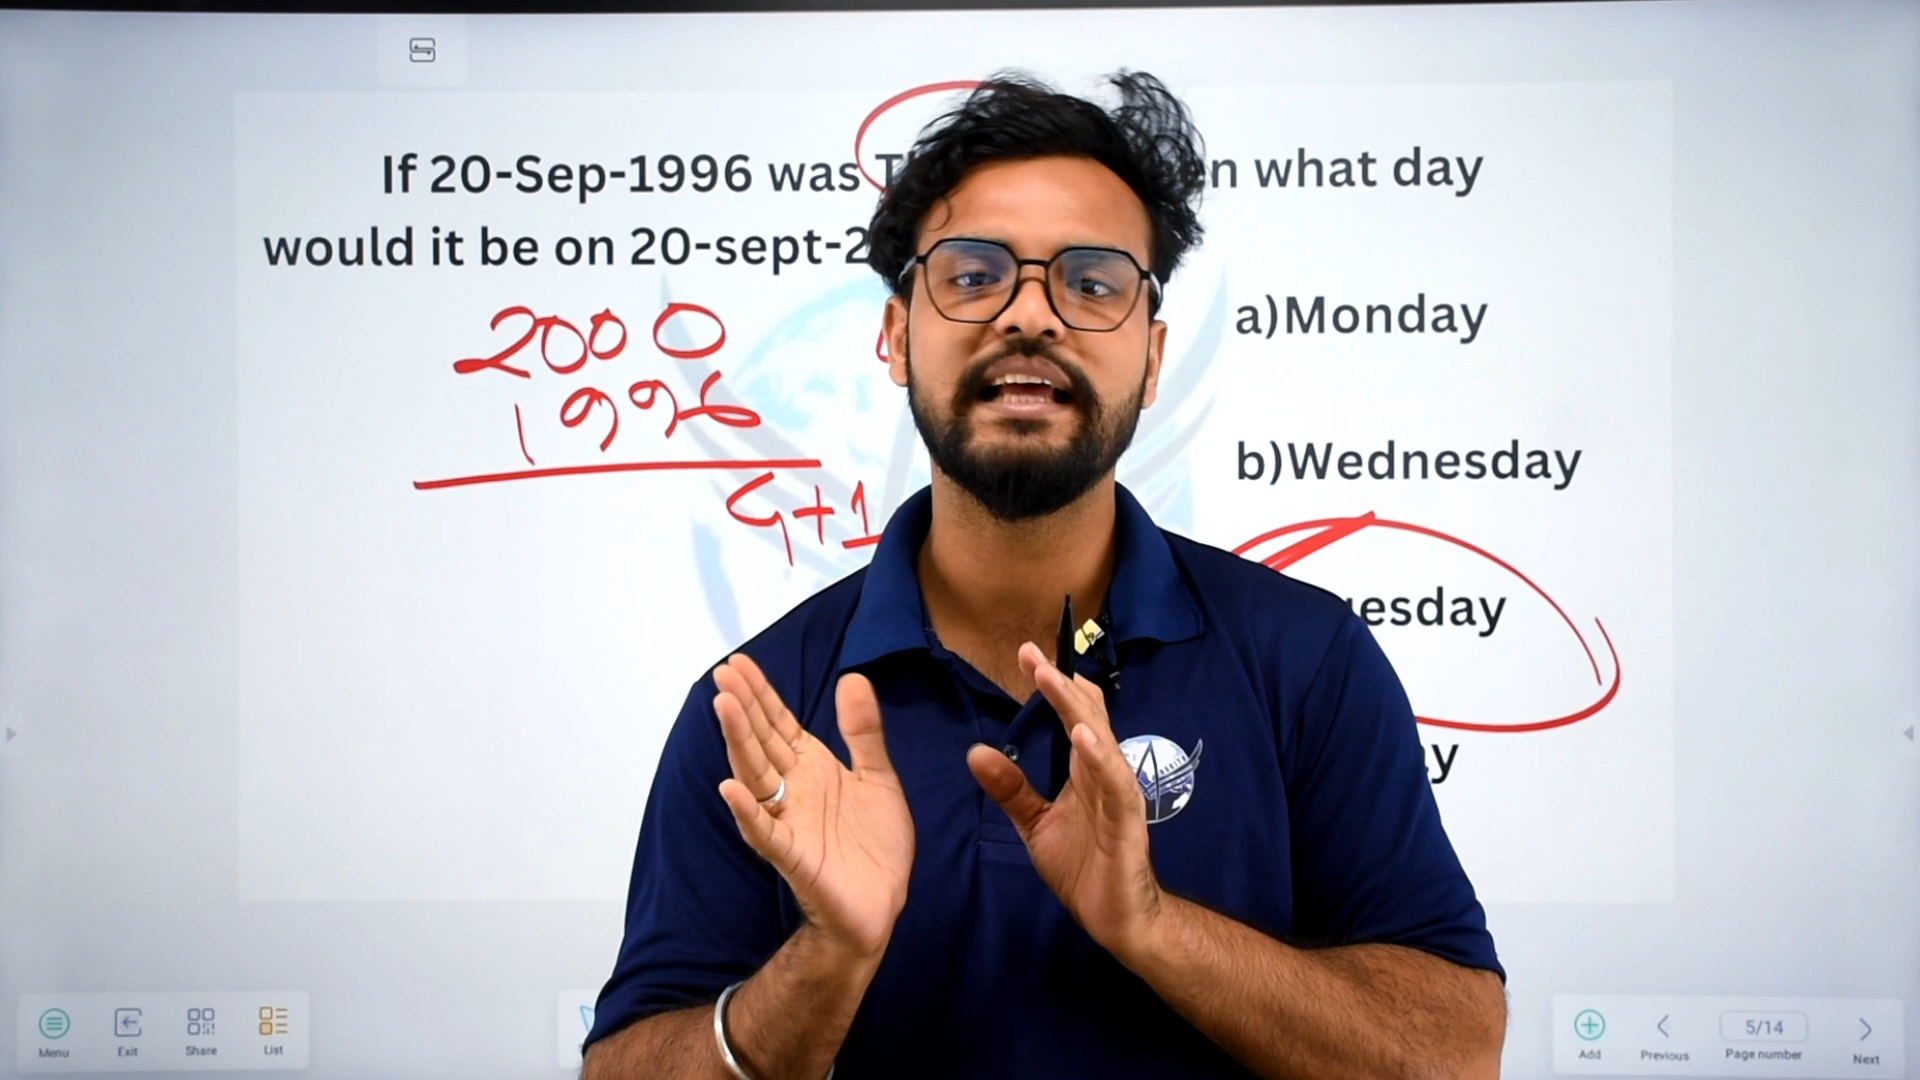 If 20-Sep-1996 was what day
would it be on 20-sept-2
2000
1996
4+1
a)Monday
b)Wednesday
Menu
Exit
Share
List
Add
Previous
5/14
Page number
Next